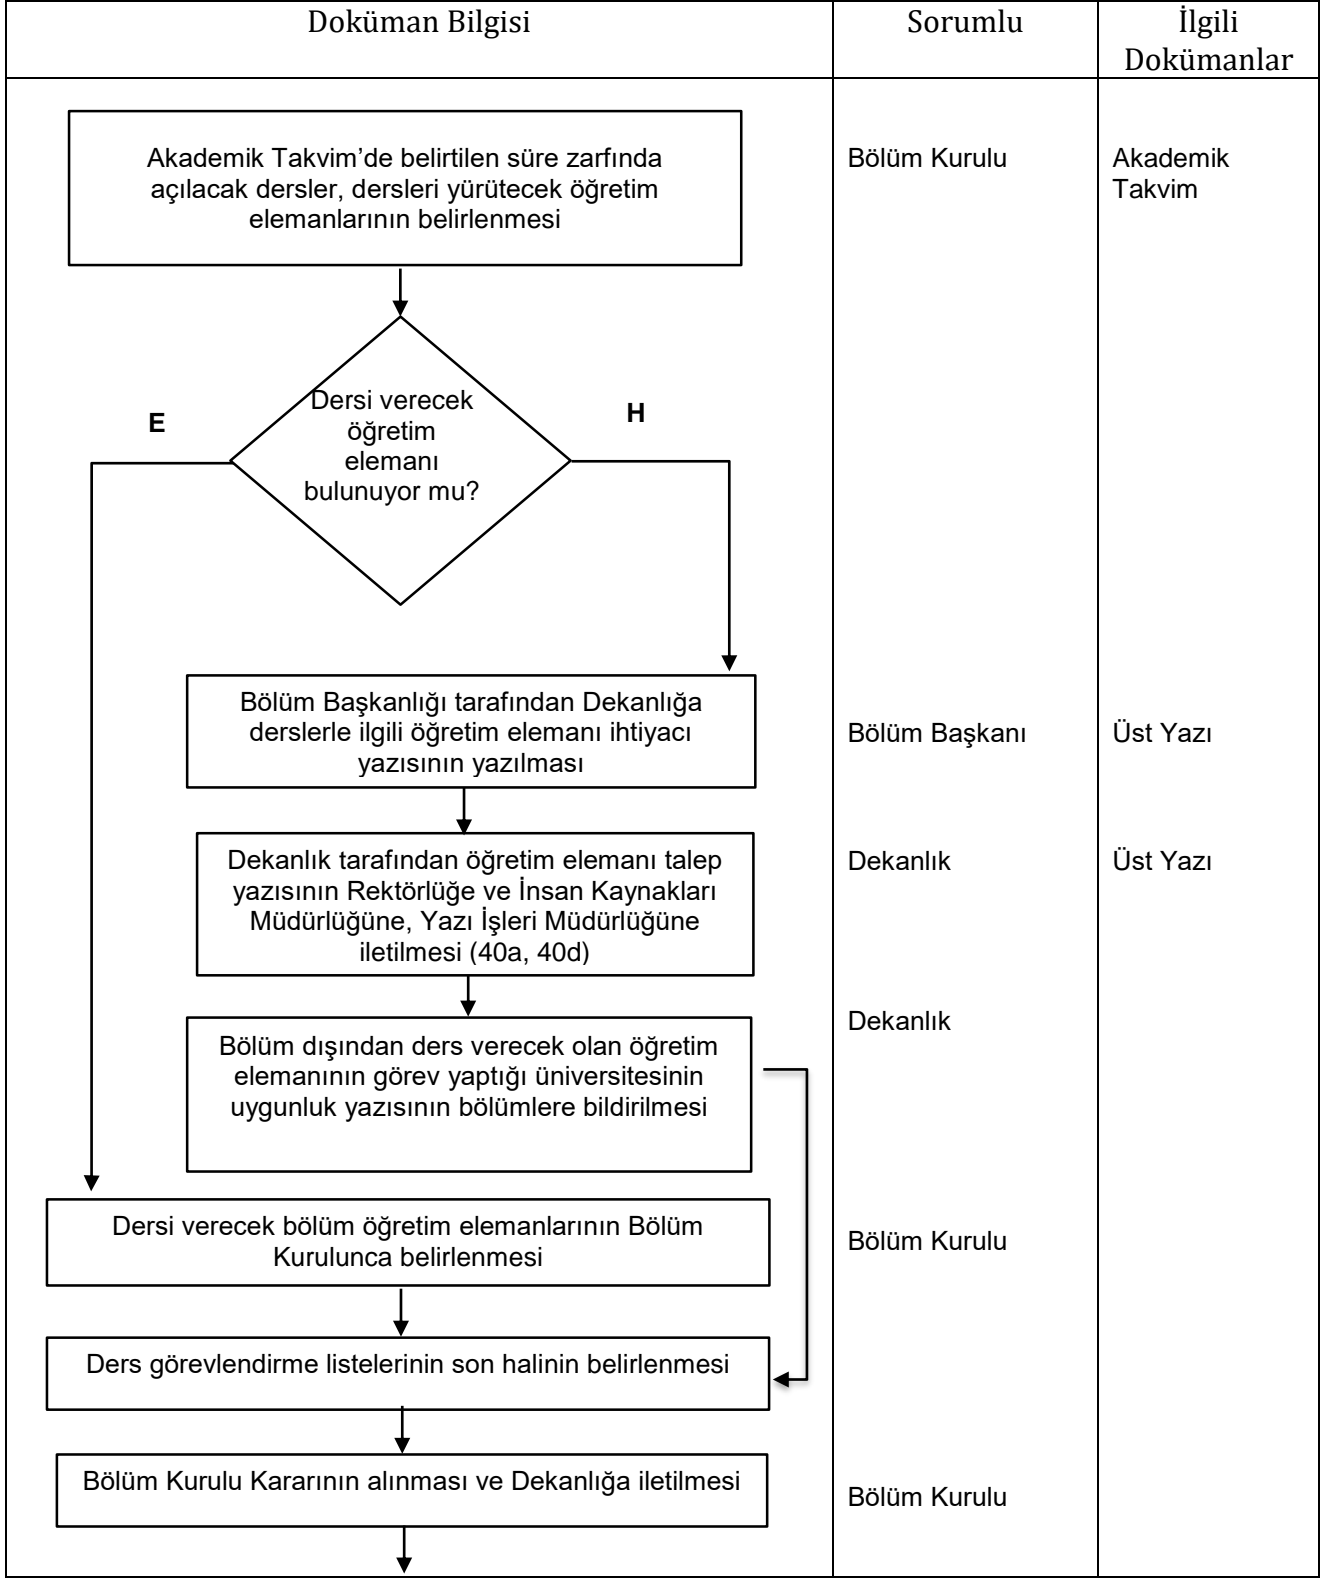 Doküman Bilgisi
Sorumlu
İlgili
Dokümanlar
Akademik Takvim’de belirtilen süre zarfında
açılacak dersler, dersleri yürütecek öğretim
elemanlarının belirlenmesi
Bölüm Kurulu
Akademik
Takvim
Dersi verecek
öğretim
elemanı
bulunuyor mu?
E
H
Bölüm Başkanlığı tarafından Dekanlığa
derslerle ilgili öğretim elemanı ihtiyacı
yazısının yazılması
Bölüm Başkanı
Üst Yazı
Dekanlık tarafından öğretim elemanı talep
yazısının Rektörlüğe ve İnsan Kaynakları
Müdürlüğüne, Yazı İşleri Müdürlüğüne
iletilmesi (40a, 40d)
Dekanlık
Üst Yazı
Bölüm dışından ders verecek olan öğretim
elemanının görev yaptığı üniversitesinin
uygunluk yazısının bölümlere bildirilmesi
Dekanlık
Dersi verecek bölüm öğretim elemanlarının Bölüm
Kurulunca belirlenmesi
Bölüm Kurulu
Ders görevlendirme listelerinin son halinin belirlenmesi
Bölüm Kurulu Kararının alınması ve Dekanlığa iletilmesi
Bölüm Kurulu